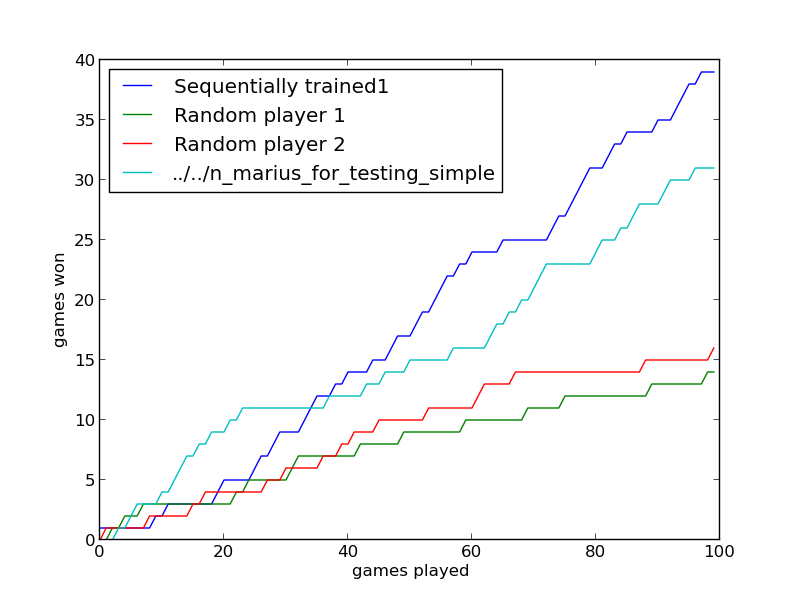 40
35
30
25
20
15
10
5
0
games won
Sequentially trained1
Random player 1
Random player 2
../../n_marius_for_testing_simple
0 20 40 60 80 100
games played